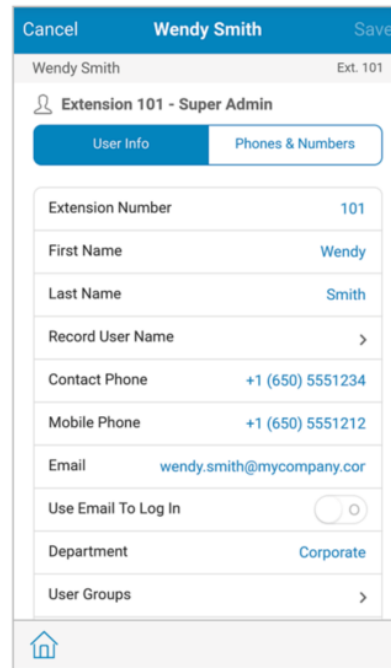 Cancel Wendy Smith Save
Wendy Smith Ext. 101
Extension 101 - Super Admin
User Info Phones & Numbers
Extension Number 101
First Name Wendy
Last Name Smith
Record User Name >
Contact Phone +1 (650) 5551234
Mobile Phone +1 (650) 5551212
Email wendy.smith@mycompany.cor
Use Email To Log In
Department Corporate
User Groups >